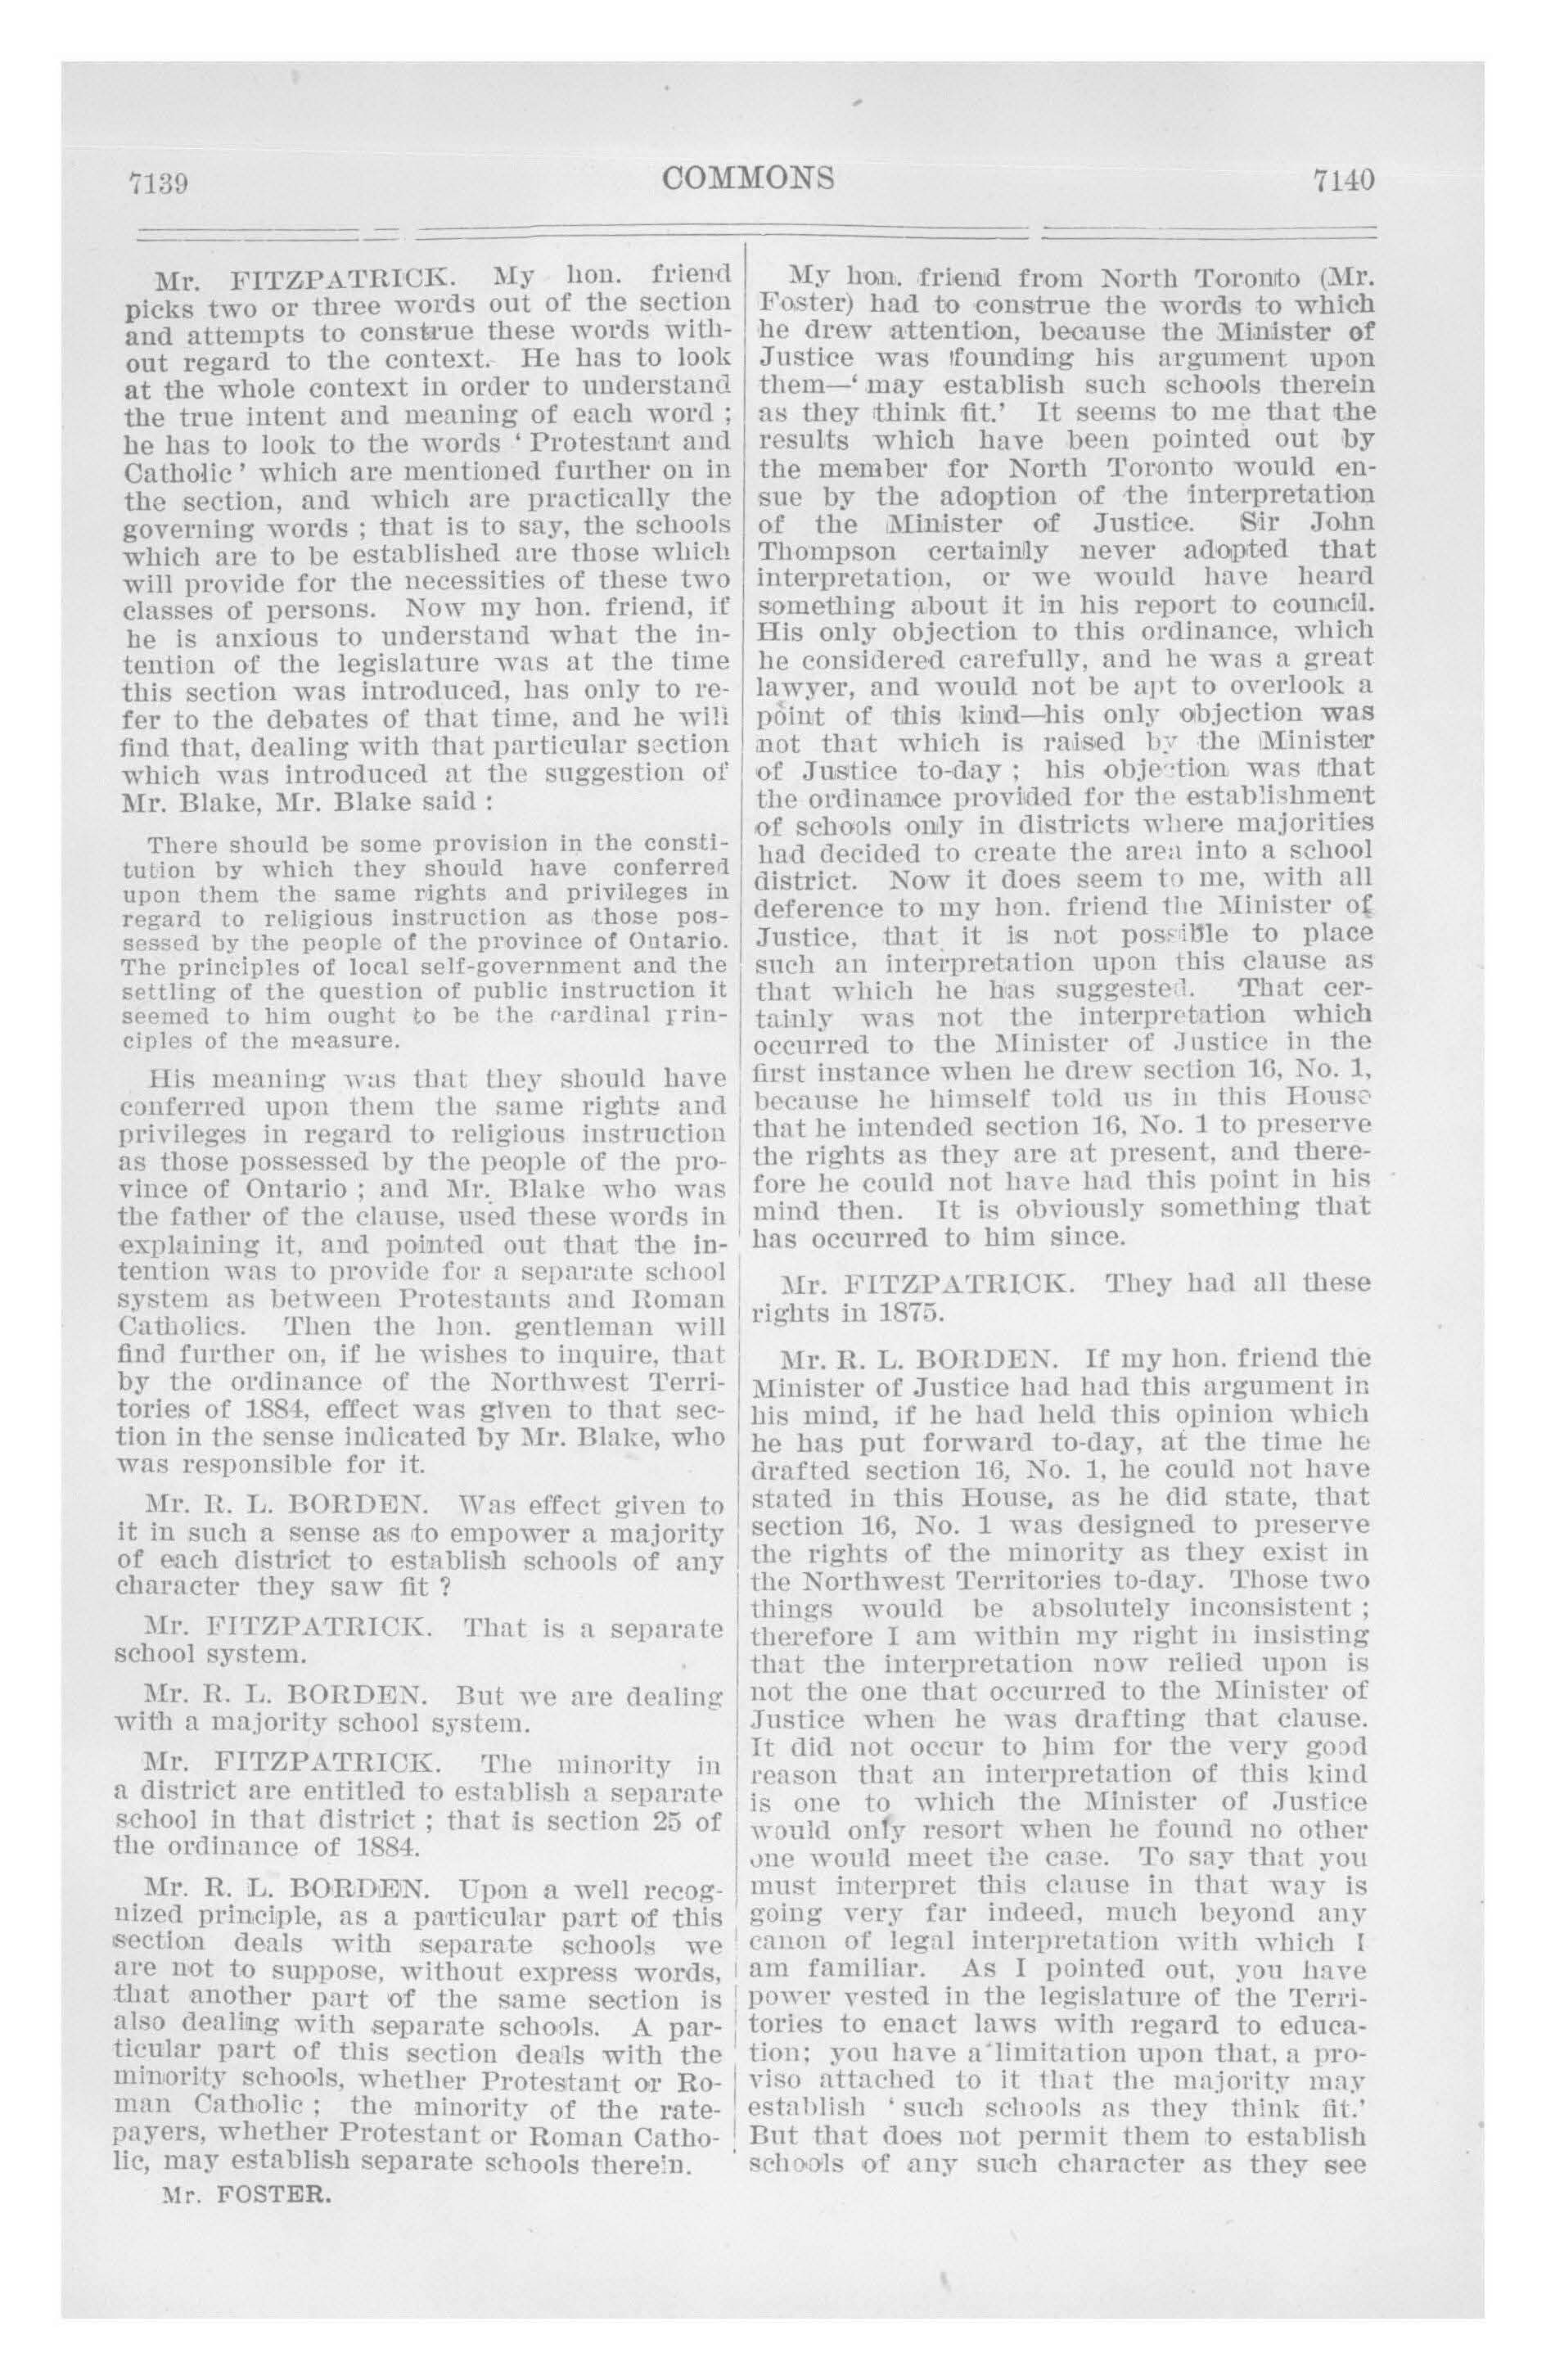 7139
COMMONS
7140
Mr. FITZPATRICK. My hon. friend
picks two or three words out of the section
and attempts to construe these words with-
out regard to the context. He has to look
at the whole context in order to understand
the true intent and meaning of each word ;
he has to look to the words ' Protestant and
Catholic ' which are mentioned further on in
the section, and which are practically the
governing words ; that is to say, the schools
which are to be established are those which
will provide for the necessities of these two
classes of persons. Now my hon. friend, if
he is anxious to understand what the in-
tention of the legislature was at the time
this section was introduced, has only to re-
fer to the debates of that time, and he will
find that, dealing with that particular section
which was introduced at the suggestion of
Mr. Blake, Mr. Blake said :
There should be some provision in the consti-
tution by which they should have conferred
upon them the same rights and privileges in
regard to religious instruction as those pos-
sessed by the people of the province of Ontario.
The principles of local self-government and the
settling of the question of public instruction it
seemed to him ought to be the cardinal prin-
ciples of the measure.
His meaning was that they should have
conferred upon them the same rights and
privileges in regard to religious instruction
as those possessed by the people of the pro-
vince of Ontario ; and Mr. Blake who was
the father of the clause, used these words in
explaining it, and pointed out that the in-
tention was to provide for a separate school
system as between Protestants and Roman
Catholics. Then the hon. gentleman will
find further on, if he wishes to inquire, that
by the ordinance of the Northwest Terri-
tories of 1884, effect was given to that sec-
tion in the sense indicated by Mr. Blake, who
was responsible for it.
Mr. R. L. BORDEN. Was effect given to
it in such a sense as to empower a majority
of each district to establish schools of any
character they saw fit ?
Mr. FITZPATRICK. That is a separate
school system.
Mr. R. L. BORDEN. But we are dealing
with a majority school system.
Mr. FITZPATRICK. The minority in
a district are entitled to establish a separate
school in that district ; that is section 25 of
the ordinance of 1884.
Mr. R. L. BORDEN. Upon a well recog-
nized principle, as a particular part of this
section deals with separate schools we
are not to suppose, without express words,
that another part of the same section is
also dealing with separate schools. A par-
ticular part of this section deals with the
minority schools, whether Protestant or Ro-
man Catholic ; the minority of the rate-
payers, whether Protestant or Roman Catho-
lic, may establish separate schools therein.
Mr. FOSTER.
My hon. friend from North Toronto (Mr.
Foster) had to construe the words to which
he drew attention, because the Minister of
Justice was founding his argument upon
them—' may establish such schools therein
as they think fit.' It seems to me that the
results which have been pointed out by
the member for North Toronto would en-
sue by the adoption of the interpretation
of the Minister of Justice. Sir John
Thompson certainly never adopted that
interpretation, or we would have heard
something about it in his report to council.
His only objection to this ordinance, which
he considered carefully, and he was a great
lawyer, and would not be apt to overlook a
point of this kind—his only objection was
not that which is raised by the Minister
of Justice to-day ; his objection was that
the ordinance provided for the establishment
of schools only in districts where majorities
had decided to create the area into a school
district. Now it does seem to me, with all
deference to my hon. friend the Minister of
Justice, that it is not possible to place
such an interpretation upon this clause as
that which he has suggested. That cer-
tainly was not the interpretation which
occurred to the Minister of Justice in the
first instance when he drew section 16, No. 1,
because he himself told us in this House
that he intended section 16, No. 1 to preserve
the rights as they are at present, and there-
fore he could not have had this point in his
mind then. It is obviously something that
has occurred to him since.
Mr. FITZPATRICK. They had all these
rights in 1875.
Mr. R. L. BORDEN. If my hon. friend the
Minister of Justice had had this argument in
his mind, if he had held this opinion which
he has put forward to-day, at the time he
drafted section 16, No. 1, he could not have
stated in this House, as he did state, that
section 16, No. 1 was designed to preserve
the rights of the minority as they exist in
the Northwest Territories to-day. Those two
things would be absolutely inconsistent ;
therefore I am within my right in insisting
that the interpretation now relied upon is
not the one that occurred to the Minister of
Justice when he was drafting that clause.
It did not occur to him for the very good
reason that an interpretation of this kind
is one to which the Minister of Justice
would only resort when he found no other
one would meet the case. To say that you
must interpret this clause in that way is
going very far indeed, much beyond any
canon of legal interpretation with which I
am familiar. As I pointed out, you have
power vested in the legislature of the Terri-
tories to enact laws with regard to educa-
tion; you have a limitation upon that, a pro-
viso attached to it that the majority may
establish ' such schools as they think fit.'
But that does not permit them to establish
schools of any such character as they see